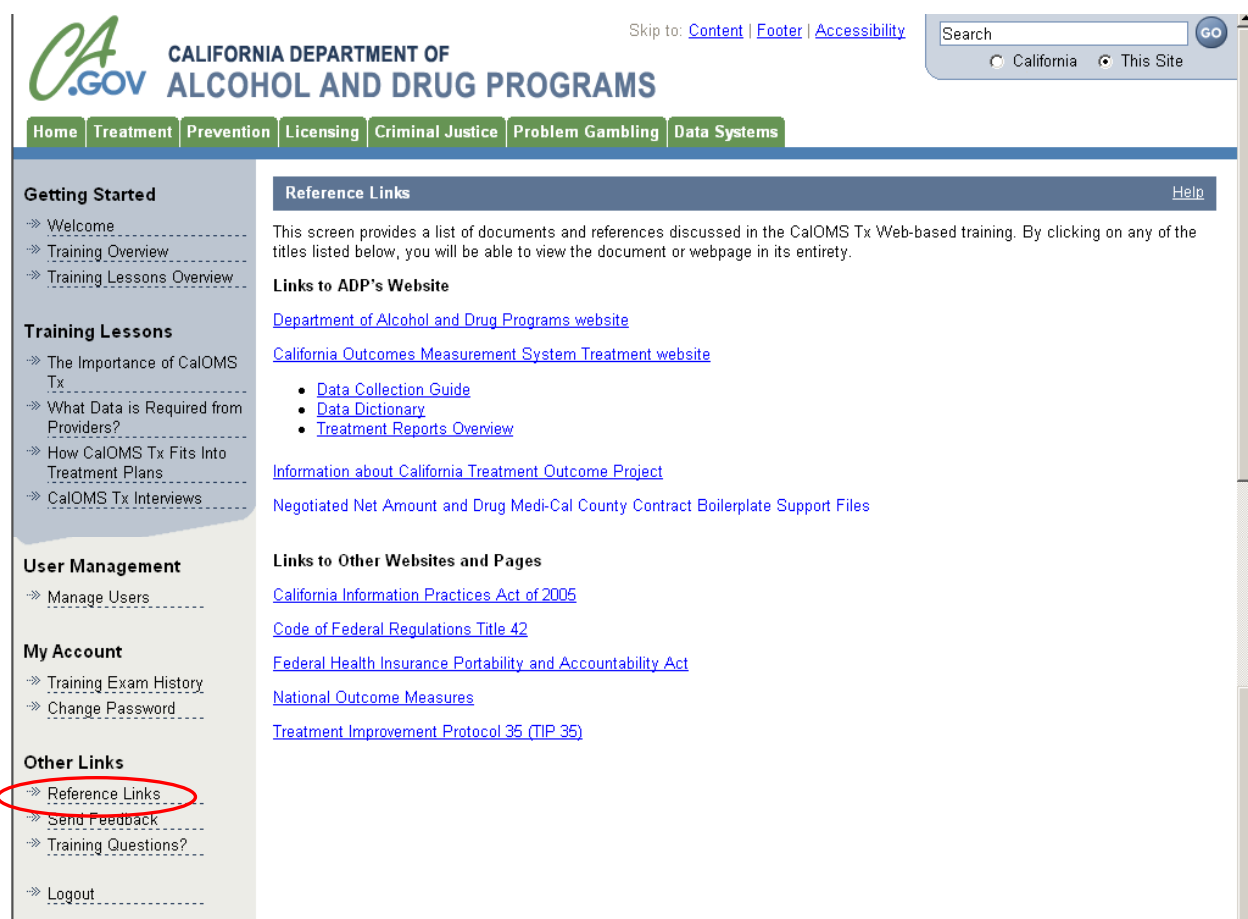 Skip to: Content | Footer | Accessibility
Search
GO
California This Site
CA
.GOV
CALIFORNIA DEPARTMENT OF
ALCOHOL AND DRUG PROGRAMS
Home Treatment Prevention Licensing Criminal Justice Problem Gambling Data Systems
Getting Started
Welcome
Training Overview
Training Lessons Overview
Training Lessons
The Importance of CalOMS
Tx
What Data is Required from
Providers?
How CalOMS Tx Fits Into
Treatment Plans
CalOMS Tx Interviews
User Management
Manage Users
My Account
Training Exam History
Change Password
Other Links
Reference Links
Send Feedback
Training Questions?
Logout
Reference Links Help
This screen provides a list of documents and references discussed in the CalOMS Tx Web-based training. By clicking on any of the
titles listed below, you will be able to view the document or webpage in its entirety.
Links to ADP's Website
Department of Alcohol and Drug Programs website
California Outcomes Measurement System Treatment website
• Data Collection Guide
• Data Dictionary
• Treatment Reports Overview
Information about California Treatment Outcome Project
Negotiated Net Amount and Drug Medi-Cal County Contract Boilerplate Support Files
Links to Other Websites and Pages
California Information Practices Act of 2005
Code of Federal Regulations Title 42
Federal Health Insurance Portability and Accountability Act
National Outcome Measures
Treatment Improvement Protocol 35 (TIP 35)